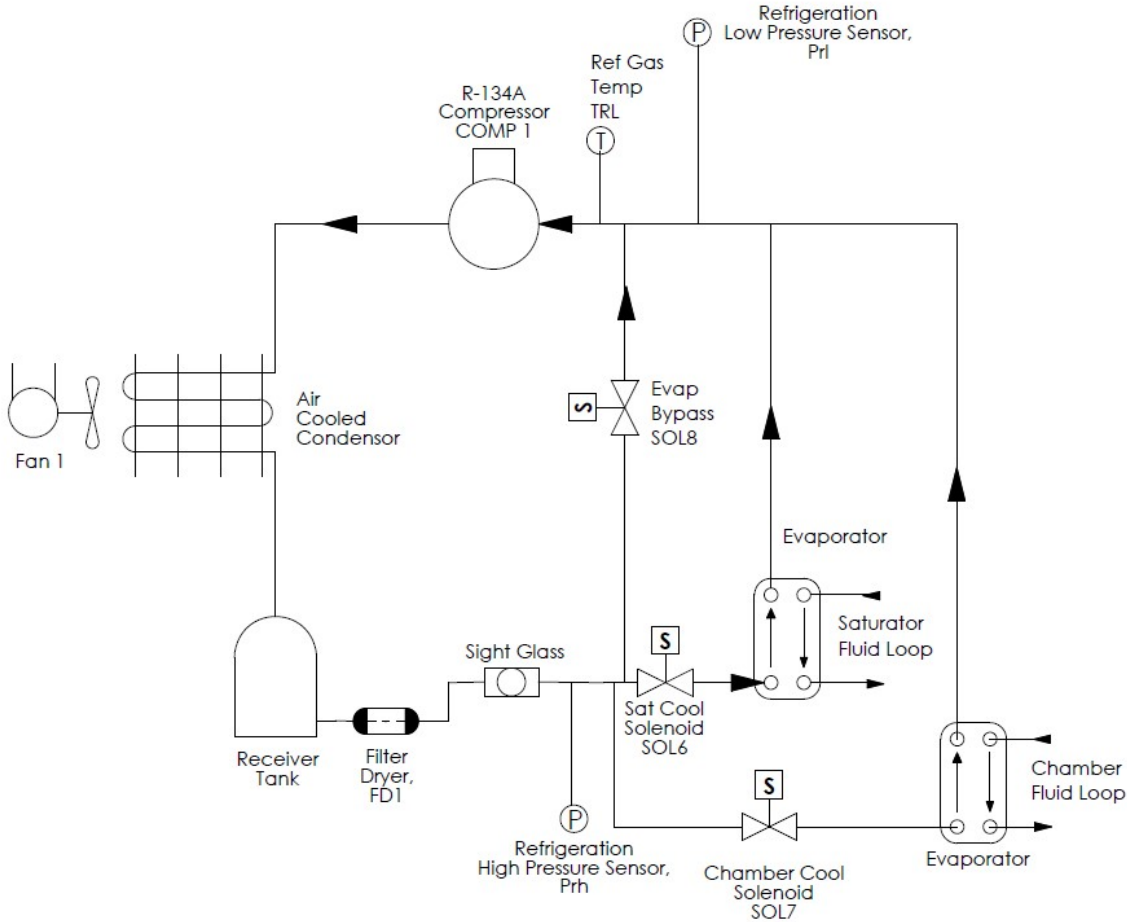 Refrigeration
Low Pressure Sensor,
Prl
P
Ref Gas
Temp
TRL
T
R-134A
Compressor
COMP 1
Fan 1
Air
Cooled
Condensor
S
Evap
Bypass
SOL8
Evaporator
Saturator
Fluid Loop
Sight Glass
S
Sat Cool
Solenoid
SOL6
Receiver
Tank
Filter
Dryer,
FD1
P
Refrigeration
High Pressure Sensor,
Prh
S
Chamber Cool
Solenoid
SOL7
Chamber
Fluid Loop
Evaporator